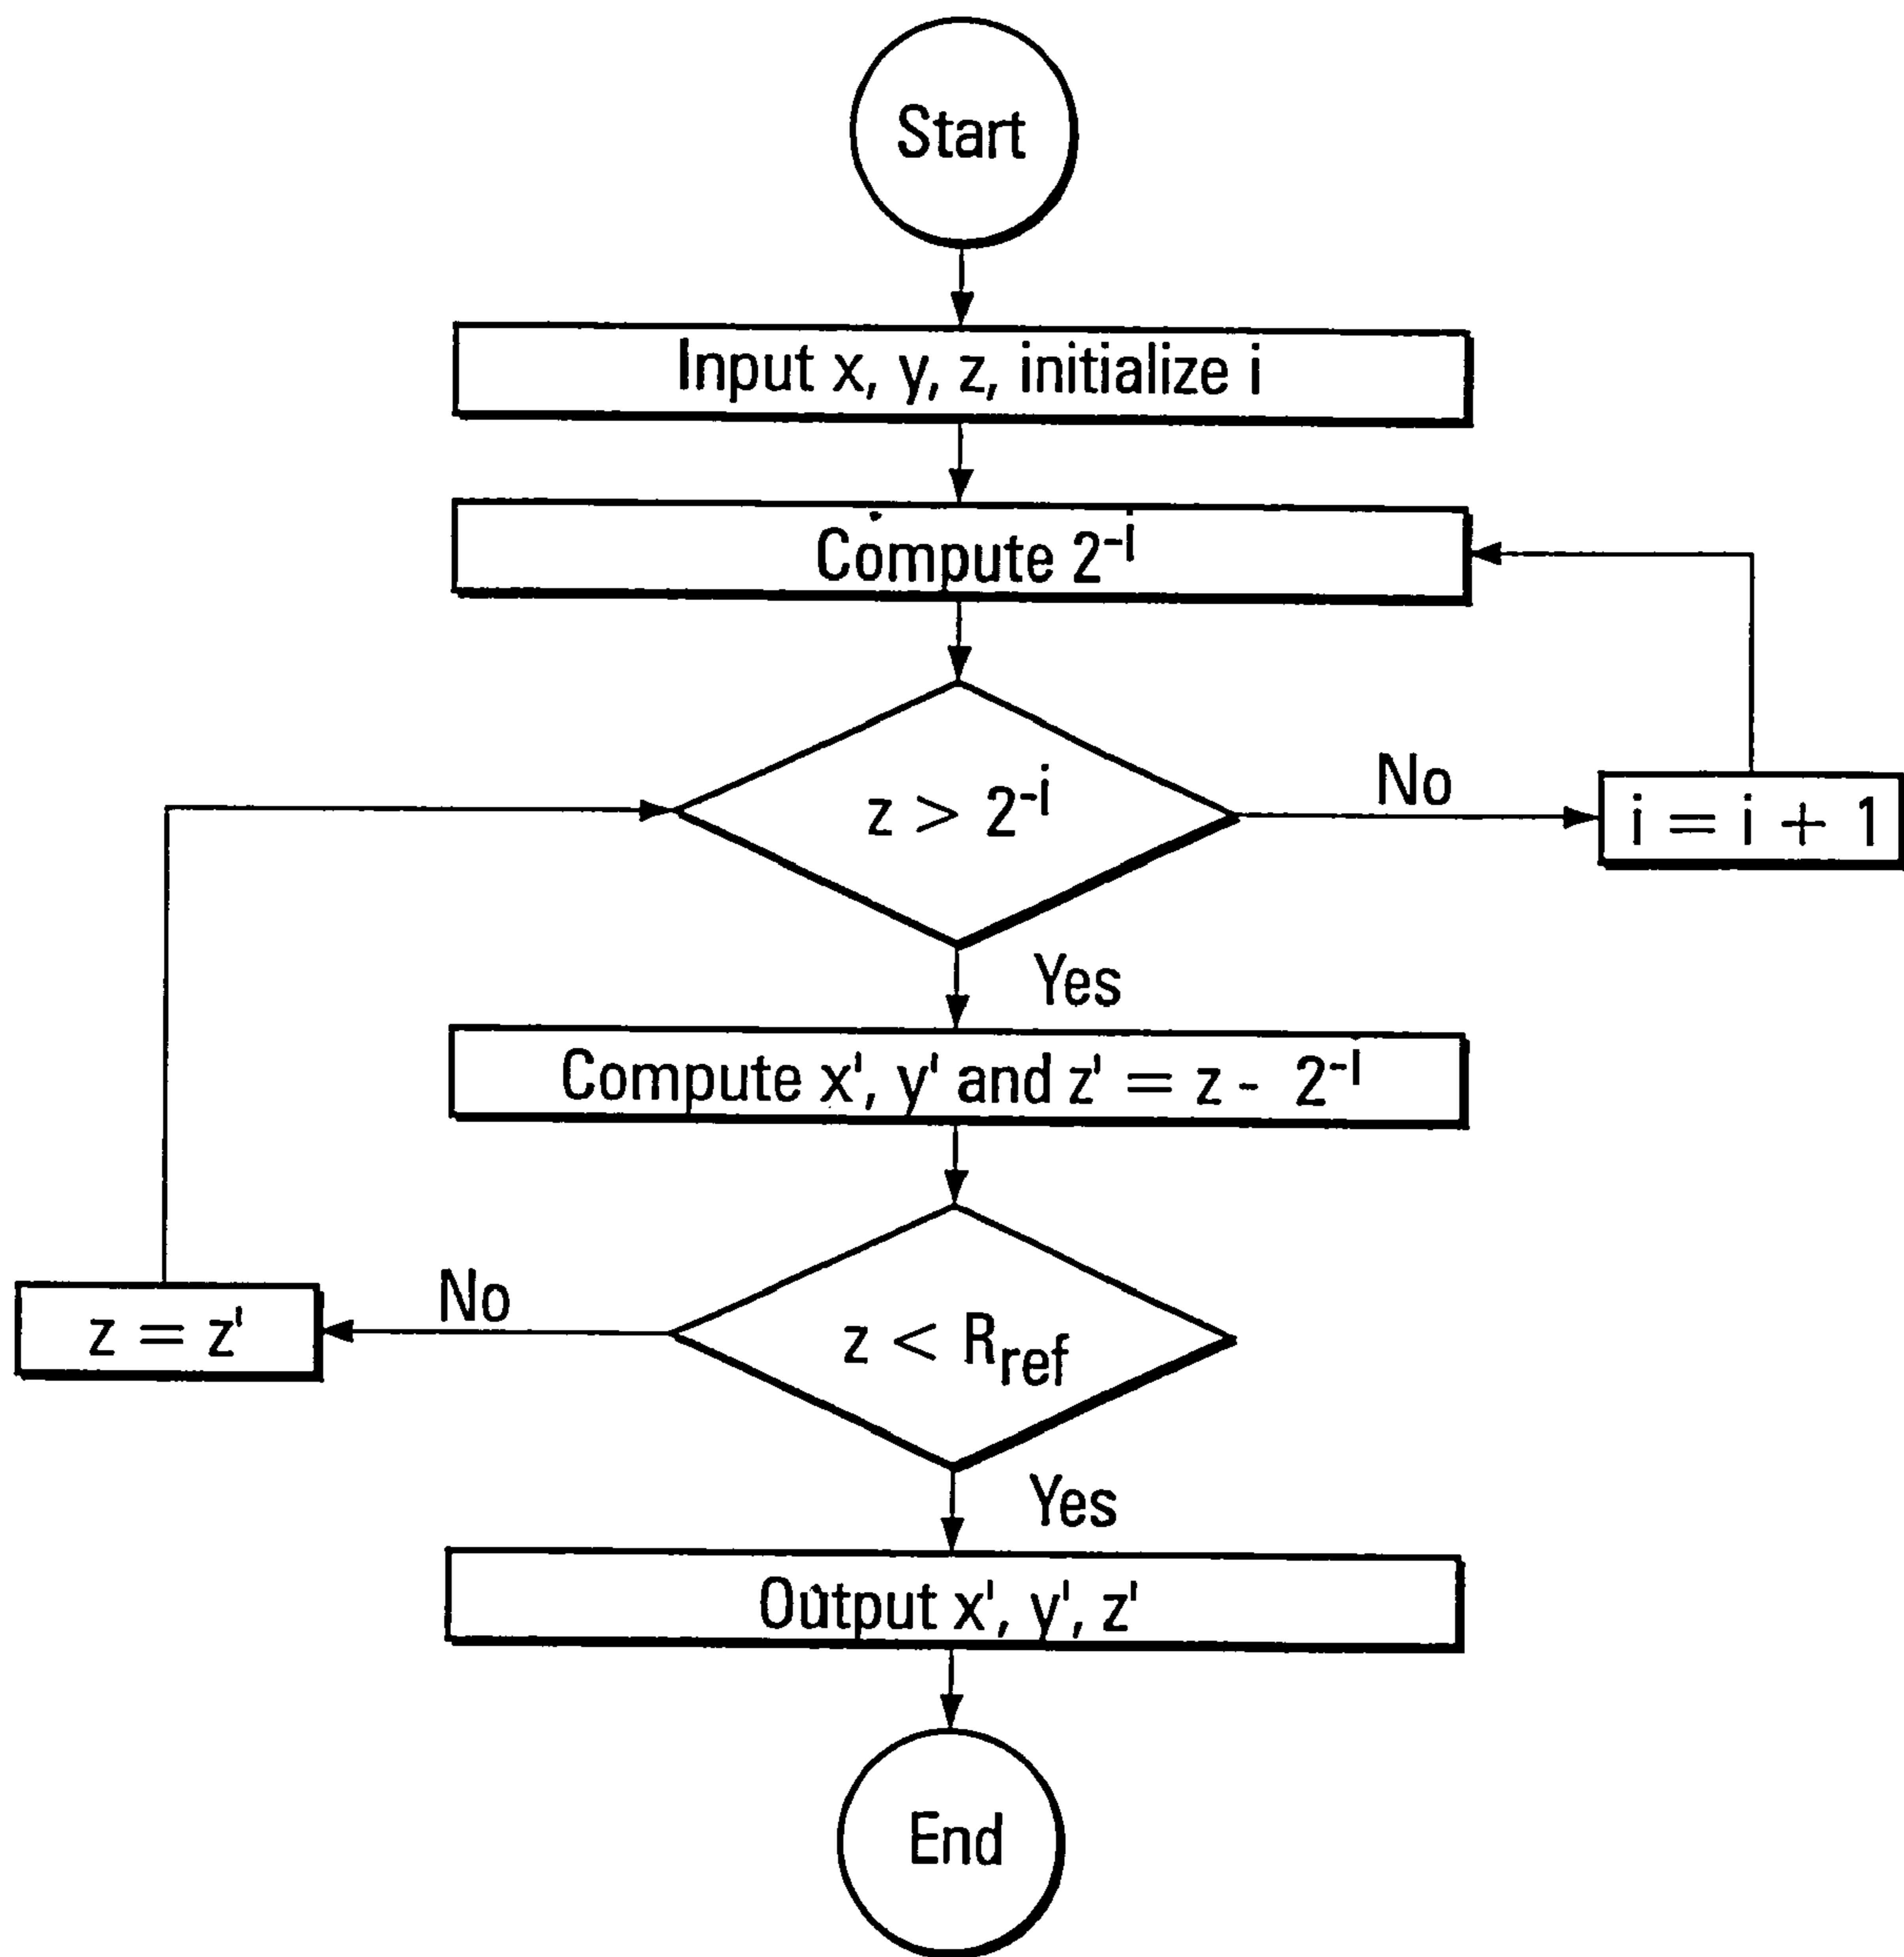 Start
Input x, y, z, initialize i
Compute 2⁻ⁱ
z > 2⁻ⁱ
No
i = i + 1
Yes
Compute x', y' and z' = z - 2⁻ⁱ
No
z = z'
z < R_ref
Yes
Output x', y', z'
End